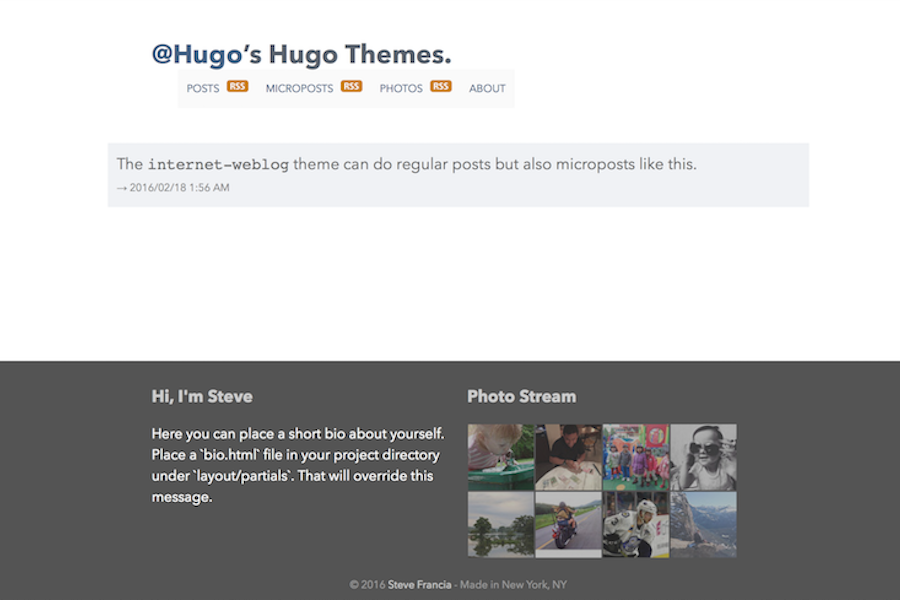 @Hugo‘s Hugo Themes.
POSTS RSS MICROPOSTS RSS PHOTOS RSS ABOUT
The internet-weblog theme can do regular posts but also microposts like this.
→ 2016/02/18 1:56 AM
Hi, I'm Steve
Here you can place a short bio about yourself.
Place a `bio.html` file in your project directory
under `layout/partials`. That will override this
message.
Photo Stream
© 2016 Steve Francia - Made in New York, NY